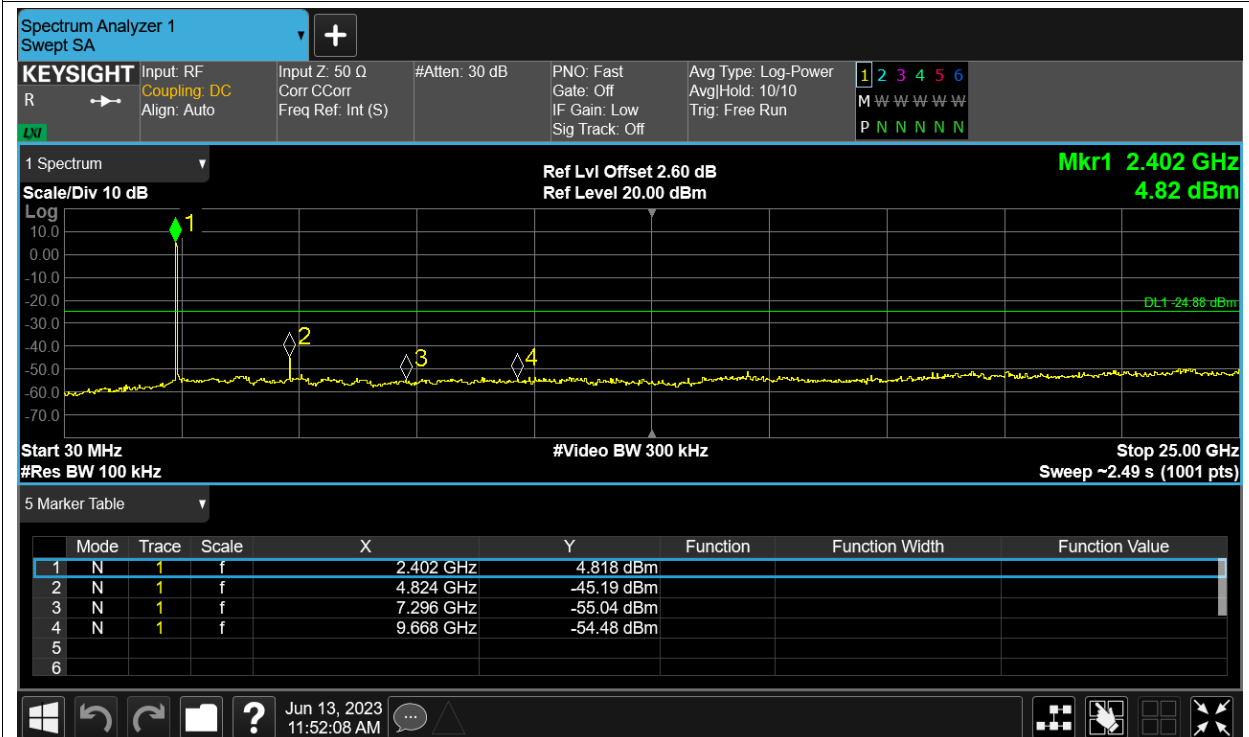 Spectrum Analyzer 1
Swept SA
+
KEYSIGHT
R
LXI
Input: RF
Coupling: DC
Align: Auto
Input Z: 50 Ω
Corr CCorr
Freq Ref: Int (S)
#Atten: 30 dB
PNO: Fast
Gate: Off
IF Gain: Low
Sig Track: Off
Avg Type: Log-Power
Avg|Hold: 10/10
Trig: Free Run
1 2 3 4 5 6
M W W W W W
P N N N N N
1 Spectrum
Scale/Div 10 dB
Ref Lvl Offset 2.60 dB
Ref Level 20.00 dBm
Mkr1 2.402 GHz
4.82 dBm
Log
10.0
0.00
-10.0
-20.0
-30.0
-40.0
-50.0
-60.0
-70.0
1
2
3
4
DL1 -24.88 dBm
Start 30 MHz
#Res BW 100 kHz
#Video BW 300 kHz
Stop 25.00 GHz
Sweep ~2.49 s (1001 pts)
5 Marker Table
Mode Trace Scale X Y Function Function Width Function Value
1 N 1 f 2.402 GHz 4.818 dBm
2 N 1 f 4.824 GHz -45.19 dBm
3 N 1 f 7.296 GHz -55.04 dBm
4 N 1 f 9.668 GHz -54.48 dBm
5
6
?
Jun 13, 2023
11:52:08 AM